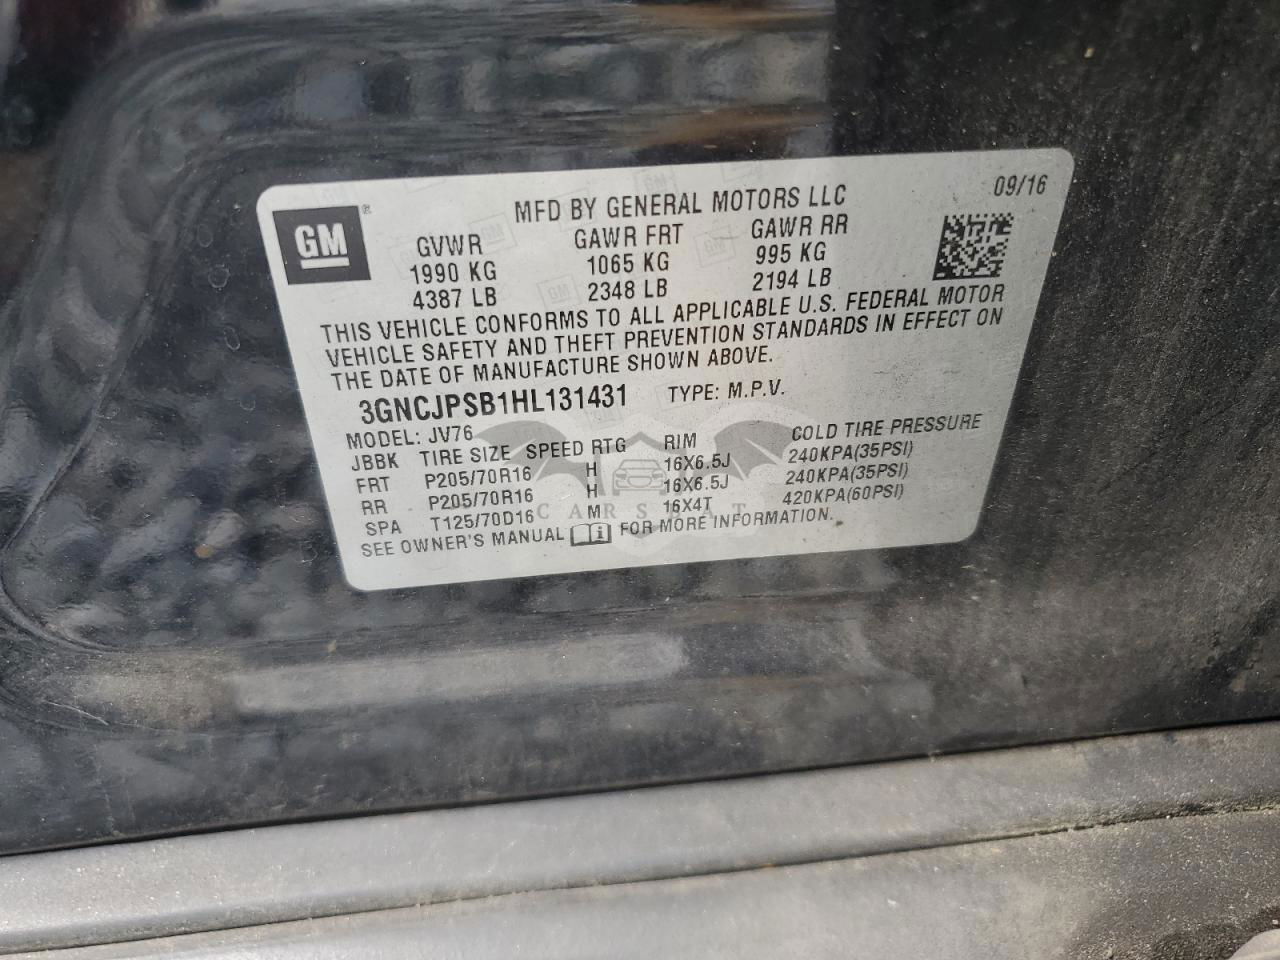 09/16
MFD BY GENERAL MOTORS LLC
GM ®
GVWR GAWR FRT GAWR RR
1990 KG 1065 KG 995 KG
4387 LB 2348 LB 2194 LB
THIS VEHICLE CONFORMS TO ALL APPLICABLE U.S. FEDERAL MOTOR
VEHICLE SAFETY AND THEFT PREVENTION STANDARDS IN EFFECT ON
THE DATE OF MANUFACTURE SHOWN ABOVE.
3GNCJPSB1HL131431 TYPE: M.P.V.
MODEL: JV76
JBBK TIRE SIZE SPEED RTG RIM COLD TIRE PRESSURE
FRT P205/70R16 H 16X6.5J 240KPA(35PSI)
RR P205/70R16 H 16X6.5J 240KPA(35PSI)
SPA T125/70D16 M 16X4T 420KPA(60PSI)
SEE OWNER'S MANUAL FOR MORE INFORMATION.
CARSEAT